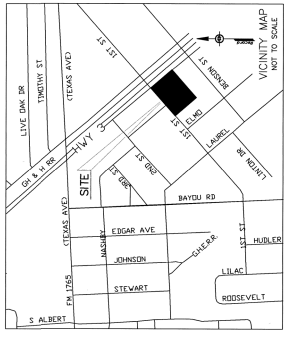 LIVE OAK DR
TIMOTHY ST.
(TEXAS AVE)
1ST ST
BENSON ST
Record
VICINITY MAP
NOT TO SCALE
HWY 3
GH & H RR
SITE
1ST ST
ELMO
LAUREL
LINTON DR
2ND ST
3RD ST
BAYOU RD
(TEXAS AVE)
NASHBY
EDGAR AVE
G.H.E.R.R.
1ST ST
HUDLER
JOHNSON
LILAC
FM 1765
STEWART
ROOSEVELT
S ALBERT